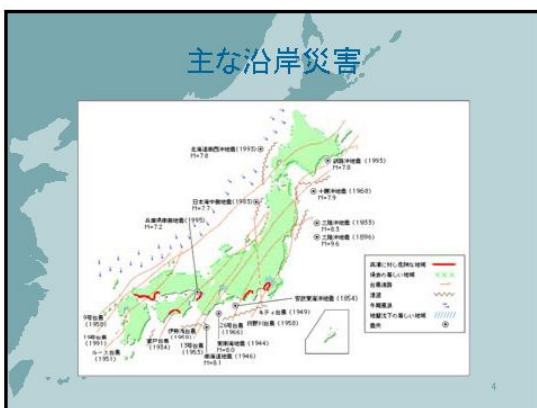 主な沿岸災害
北海道南西沖地震(1993)
M=7.8
釧路沖地震(1993)
M=7.8
十勝沖地震(1968)
M=7.9
日本海中部地震(1983)
M=7.7
三陸沖地震(1933)
M=8.3
三陸沖地震(1896)
M=9.6
兵庫県南部地震(1995)
M=7.2
高潮に対し危険な地域
侵食の著しい地域
台風進路
津波
冬期風浪
地盤沈下の著しい地域
震央
安政東海沖地震(1854)
キティ台風(1949)
狩野川台風(1958)
26号台風
(1966)
東南海地震(1944)
M=8.0
南海道地震(1946)
M=8.1
13号台風
(1953)
伊勢湾台風
(1959)
室戸台風
(1934)
19号台風
(1991)
ルース台風
(1951)
4